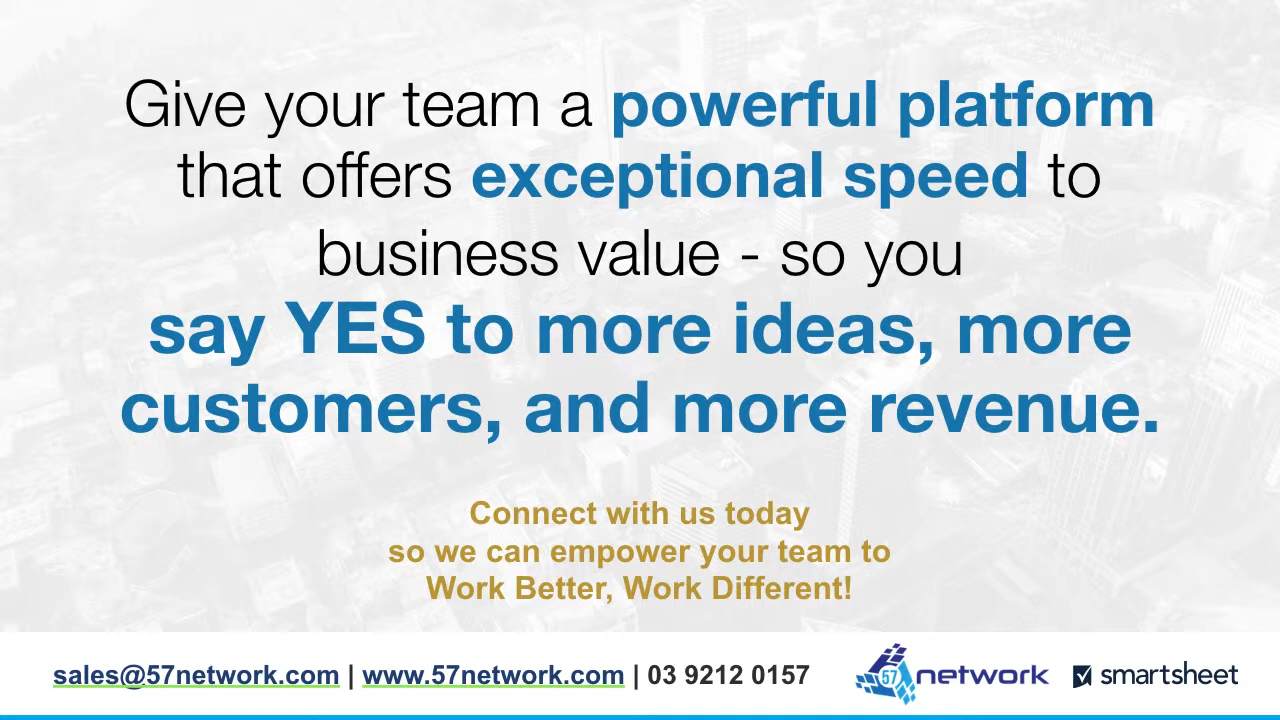 Give your team a powerful platform
that offers exceptional speed to
business value - so you
say YES to more ideas, more
customers, and more revenue.
Connect with us today
so we can empower your team to
Work Better, Work Different!
sales@57network.com | www.57network.com | 03 9212 0157
57 network
smartsheet